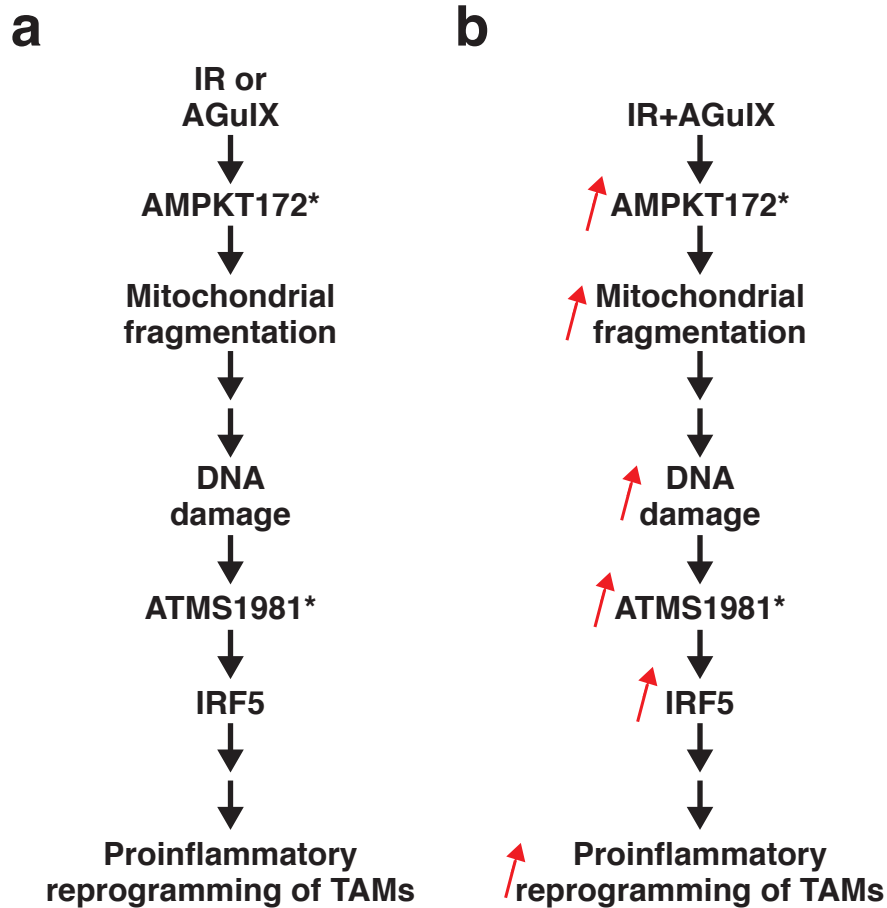 a
IR or
AGuIX
AMPKT172*
Mitochondrial
fragmentation
DNA
damage
ATMS1981*
IRF5
Proinflammatory
reprogramming of TAMs
b
IR+AGuIX
AMPKT172*
Mitochondrial
fragmentation
DNA
damage
ATMS1981*
IRF5
Proinflammatory
reprogramming of TAMs